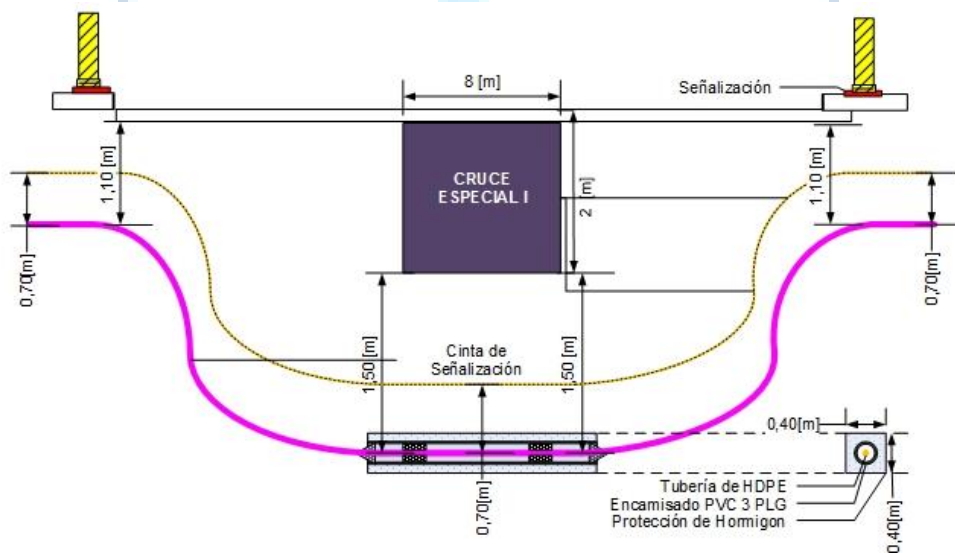 8 [m]
Señalización
1,10 [m]
CRUCE
ESPECIAL I
2 [m]
1,10 [m]
0,70[m]
0,70[m]
1,50 [m]
Cinta de
Señalización
1,50 [m]
0,40[m]
0,70[m]
Tubería de HDPE
Encamisado PVC 3 PLG
Protección de Hormigon
0,40[m]